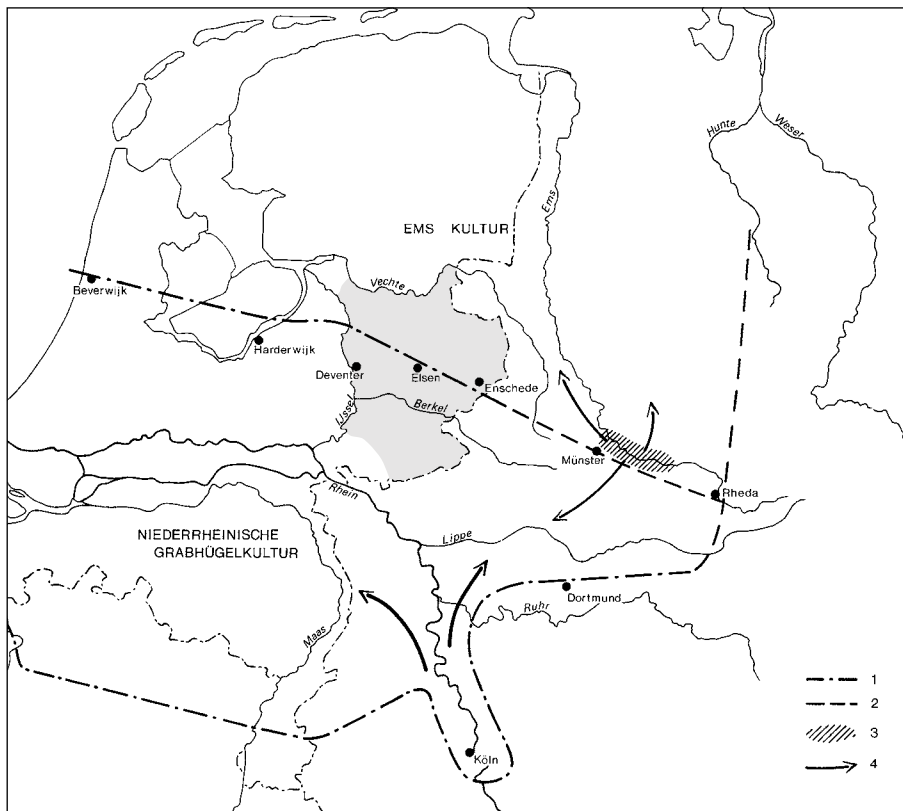 Hunte
Weser
Ems
EMS KULTUR
Vechte
Beverwijk
Harderwijk
Deventer
Elsen
Enschede
IJssel
Berkel
Münster
Rheda
Rhein
NIEDERRHEINISCHE
GRABHÜGELKULTUR
Lippe
Dortmund
Ruhr
Maas
Köln
1
2
3
4